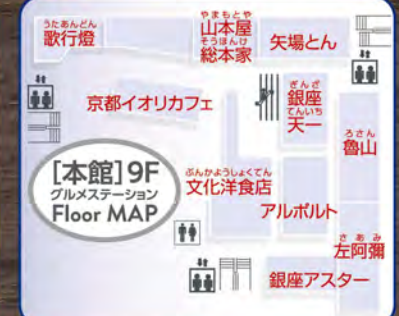 うたあんどん
歌行燈
やまもとや
山本屋
そうほんけ
総本家
矢場とん
京都イオリカフェ
ぎんざ
銀座
てんいち
天一
ろさん
魯山
[本館]9F
グルメステーション
Floor MAP
ぶんかようしょくてん
文化洋食店
アルポルト
さあみ
左阿彌
銀座アスター